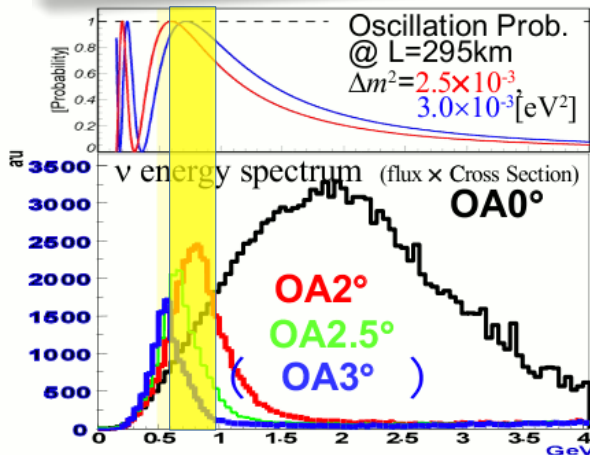 Oscillation Prob.
@ L=295km
Δm²=2.5×10⁻³,
3.0×10⁻³[eV²]
[Probability]
1
0.8
0.6
0.4
0.2
0
au
ν energy spectrum (flux × Cross Section)
OA0°
OA2°
OA2.5°
( OA3° )
3500
3000
2500
2000
1500
1000
500
0
0 0.5 1 1.5 2 2.5 3 3.5 4
GeV